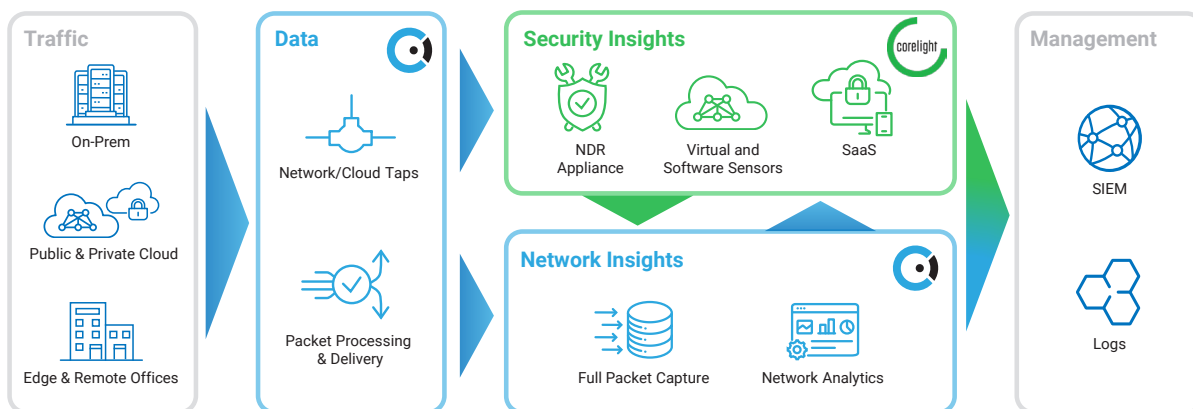 Traffic
On-Prem
Public & Private Cloud
Edge & Remote Offices
Data
Network/Cloud Taps
Packet Processing
& Delivery
Security Insights
corelight
NDR
Appliance
Virtual and
Software Sensors
SaaS
Network Insights
Full Packet Capture
Network Analytics
Management
SIEM
Logs